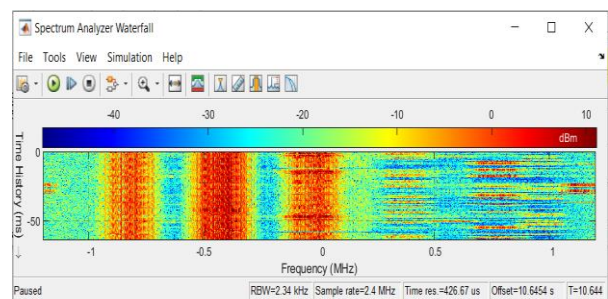 Spectrum Analyzer Waterfall
File Tools View Simulation Help
-40 -30 -20 -10 0 10
dBm
Time History (ms)
0
-50
-1 -0.5 0 0.5 1
Frequency (MHz)
Paused RBW=2.34 kHz Sample rate=2.4 MHz Time res.=426.67 us Offset=10.6454 s T=10.644